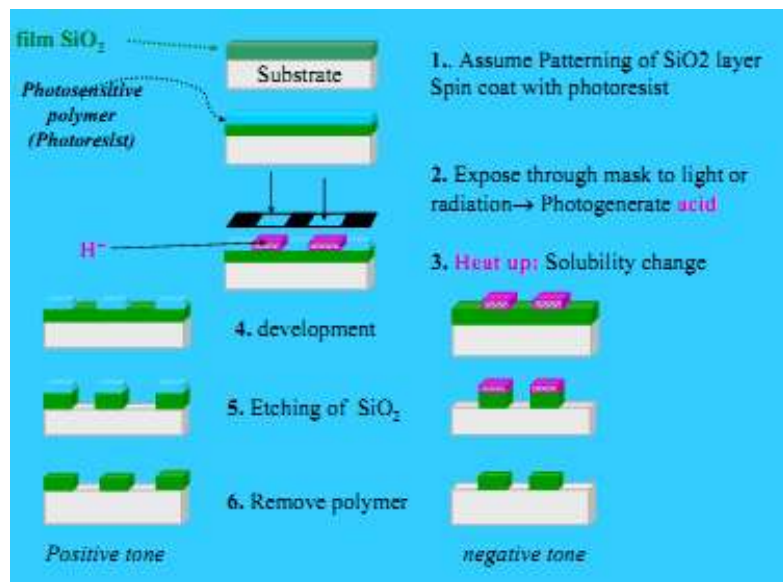 film SiO₂
Substrate
Photosensitive
polymer
(Photoresist)
1.. Assume Patterning of SiO2 layer
Spin coat with photoresist
2. Expose through mask to light or
radiation→ Photogenerate acid
H⁺
3. Heat up: Solubility change
4. development
5. Etching of SiO₂
6. Remove polymer
Positive tone
negative tone